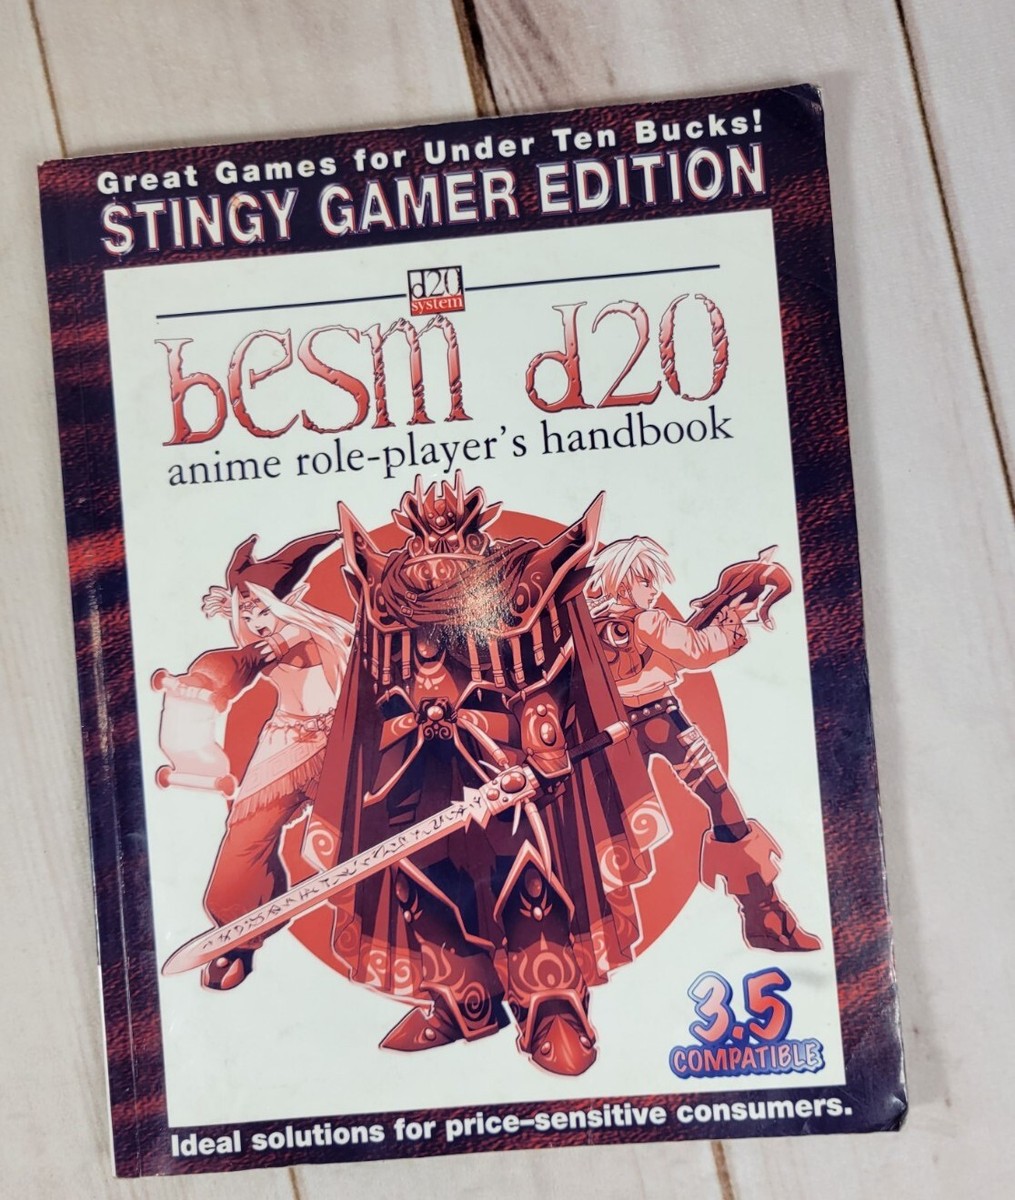 Great Games for Under Ten Bucks!
STINGY GAMER EDITION
d20
system
besm d20
anime role-player's handbook
3.5
COMPATIBLE
Ideal solutions for price-sensitive consumers.